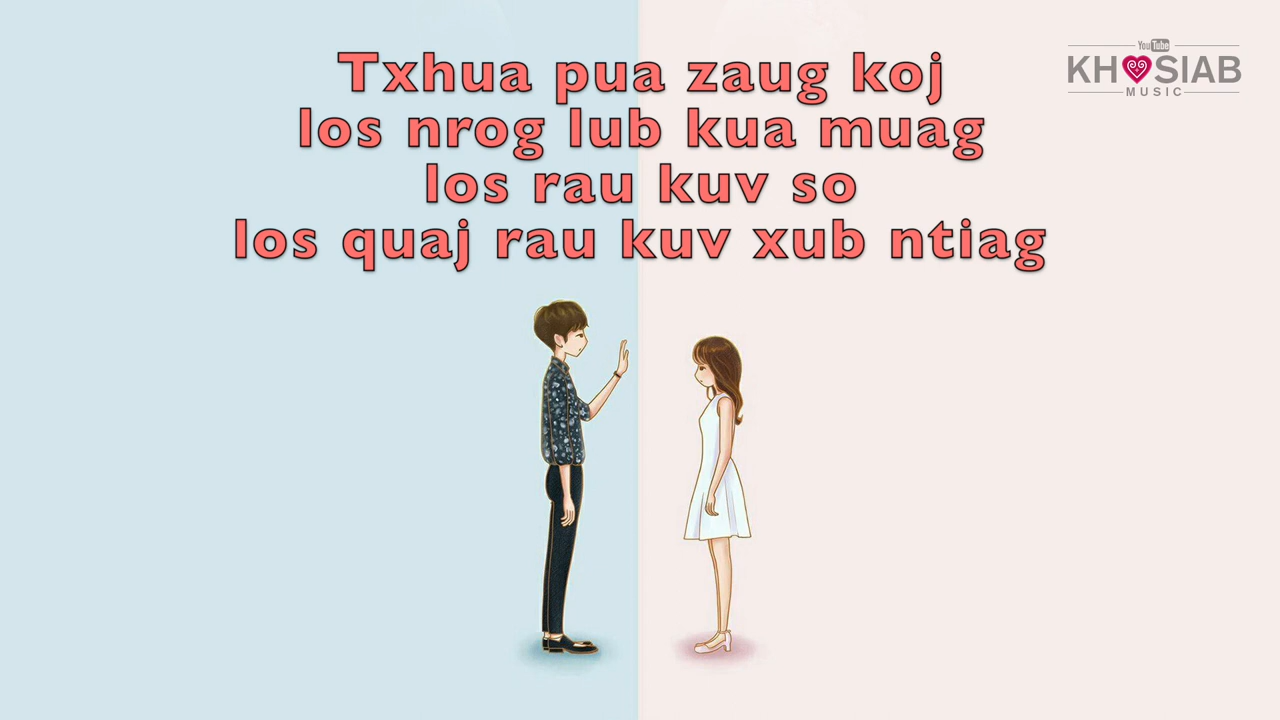 Txhua pua zaug koj
los nrog lub kua muag
los rau kuv so
los quaj rau kuv xub ntiag
YouTube
KHOSIAB
MUSIC